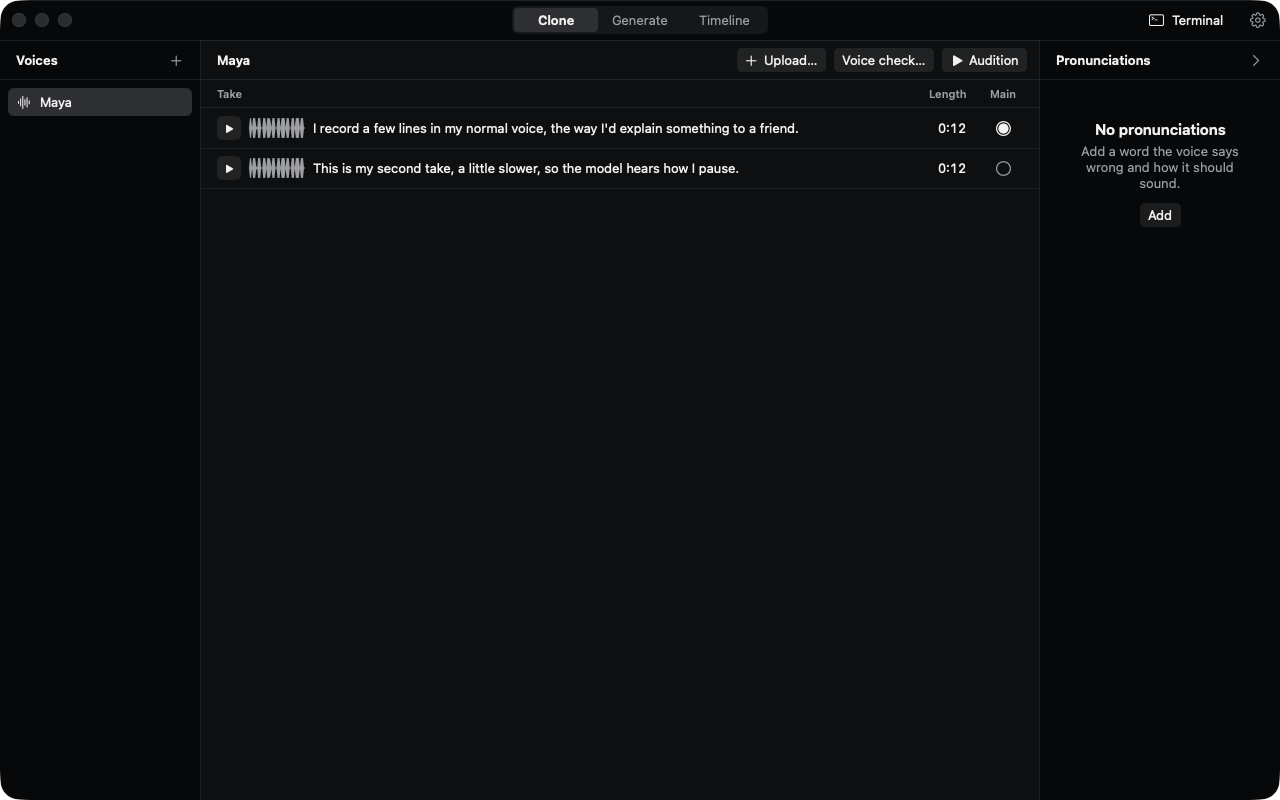 Clone
Generate
Timeline
Terminal
Voices
Maya
Maya
Upload...
Voice check...
Audition
Take
Length
Main
I record a few lines in my normal voice, the way I'd explain something to a friend.
0:12
This is my second take, a little slower, so the model hears how I pause.
0:12
Pronunciations
No pronunciations
Add a word the voice says
wrong and how it should
sound.
Add